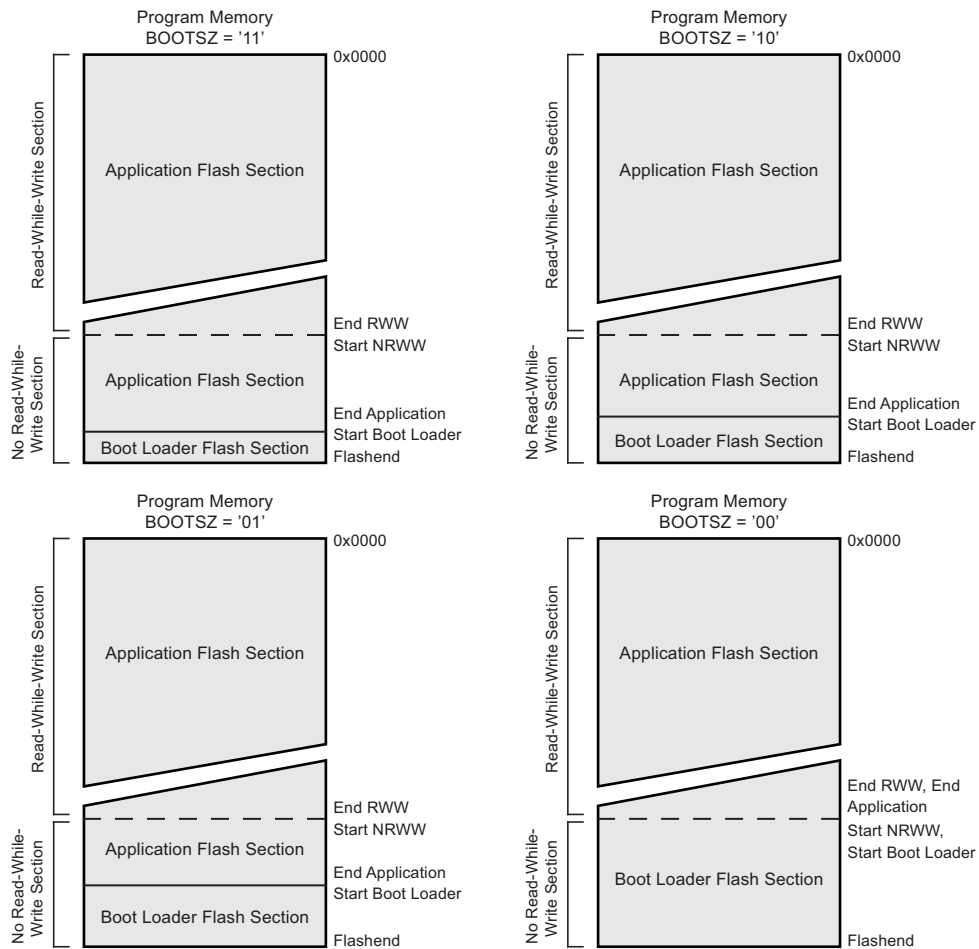 Program Memory
BOOTSZ = '11'
0x0000
Read-While-Write Section
Application Flash Section
End RWW
Start NRWW
No Read-While-
Write Section
Application Flash Section
End Application
Start Boot Loader
Boot Loader Flash Section
Flashend
Program Memory
BOOTSZ = '10'
0x0000
Read-While-Write Section
Application Flash Section
End RWW
Start NRWW
No Read-While-
Write Section
Application Flash Section
End Application
Start Boot Loader
Boot Loader Flash Section
Flashend
Program Memory
BOOTSZ = '01'
0x0000
Read-While-Write Section
Application Flash Section
End RWW
Start NRWW
No Read-While-
Write Section
Application Flash Section
End Application
Start Boot Loader
Boot Loader Flash Section
Flashend
Program Memory
BOOTSZ = '00'
0x0000
Read-While-Write Section
Application Flash Section
End RWW, End
Application
Start NRWW,
Start Boot Loader
No Read-While-
Write Section
Boot Loader Flash Section
Flashend